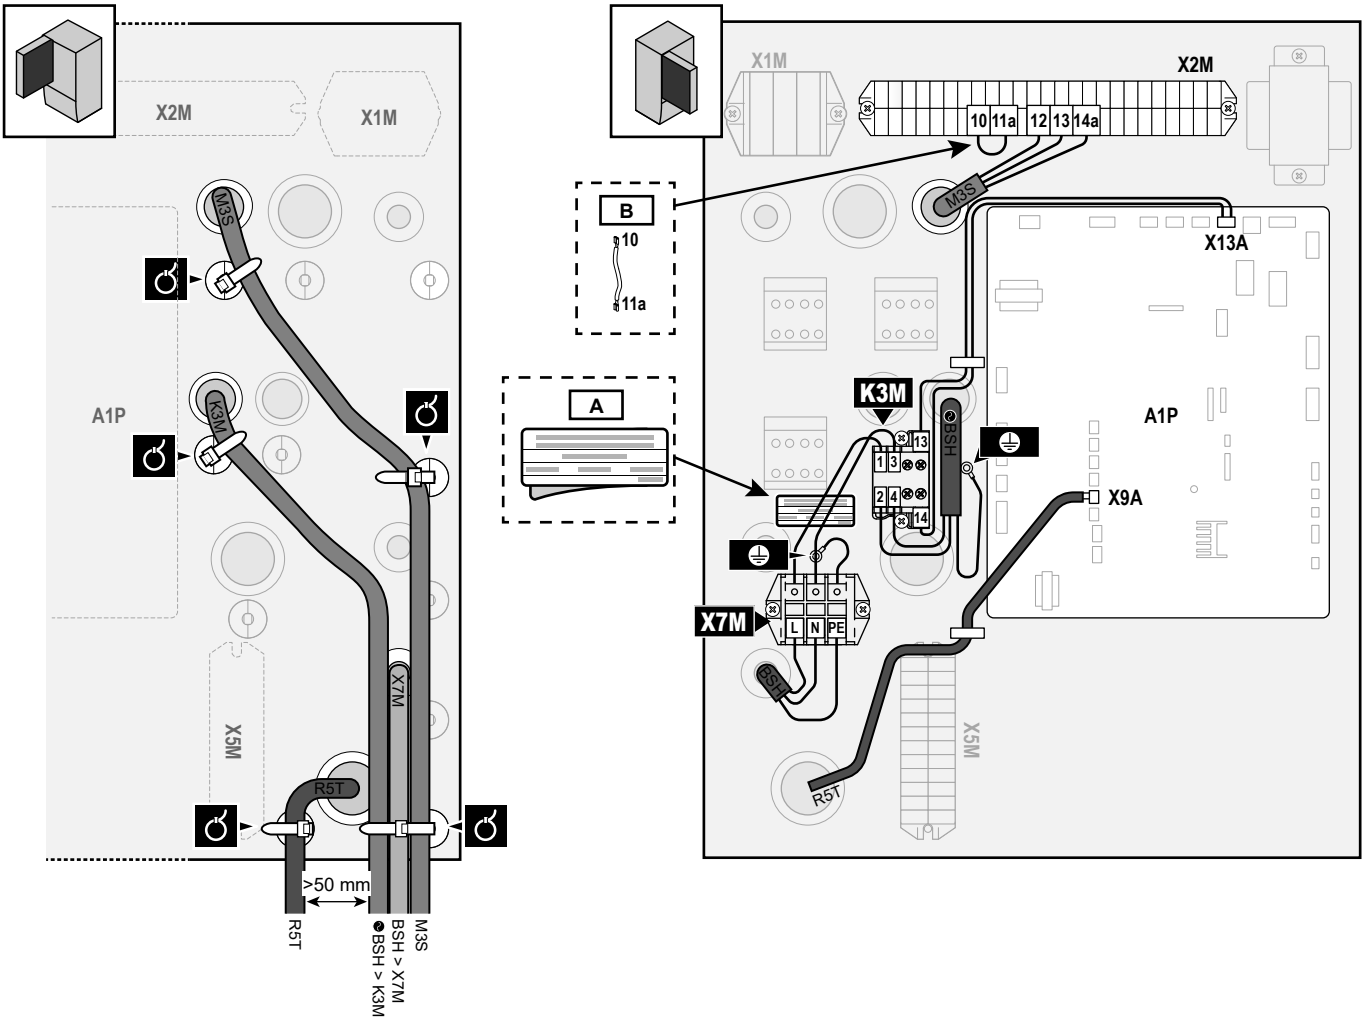 X2M
X1M
M3S
K3M
A1P
X7M
X5M
R5T
>50 mm
R5T
BSH > K3M
BSH > X7M
M3S
X1M
X2M
10 11a 12 13 14a
M3S
X13A
B
10
11a
A
K3M
13
1 3
2 4
14
BSH
A1P
X9A
X7M
L N PE
BSH
X5M
R5T